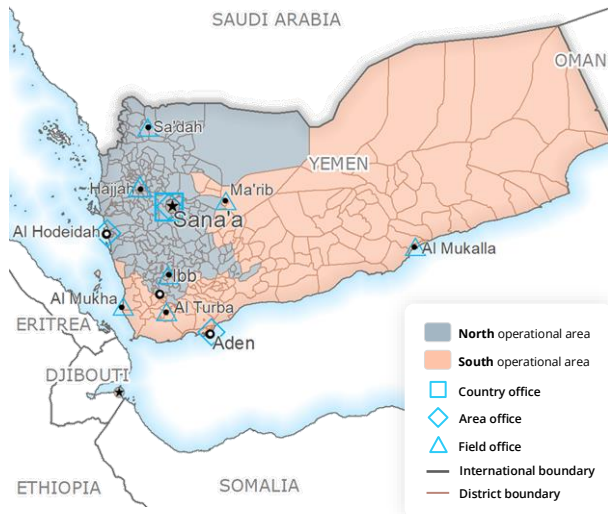 SAUDI ARABIA
OMAN
Sa'dah
YEMEN
Hajjah
Ma'rib
Sana'a
Al Hodeidah
Al Mukalla
Ibb
Al Mukha
Al Turba
ERITREA
Aden
DJIBOUTI
ETHIOPIA
SOMALIA
North operational area
South operational area
Country office
Area office
Field office
International boundary
District boundary